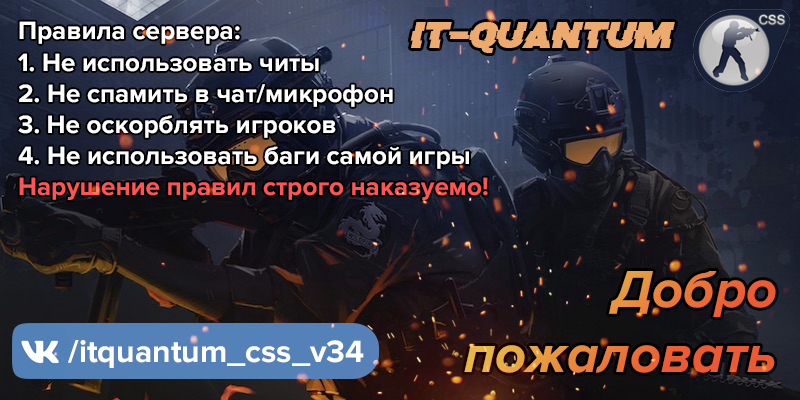 Правила сервера:
1. Не использовать читы
2. Не спамить в чат/микрофон
3. Не оскорблять игроков
4. Не использовать баги самой игры
Нарушение правил строго наказуемо!
IT-QUANTUM
CSS
Добро
пожаловать
/itquantum_css_v34